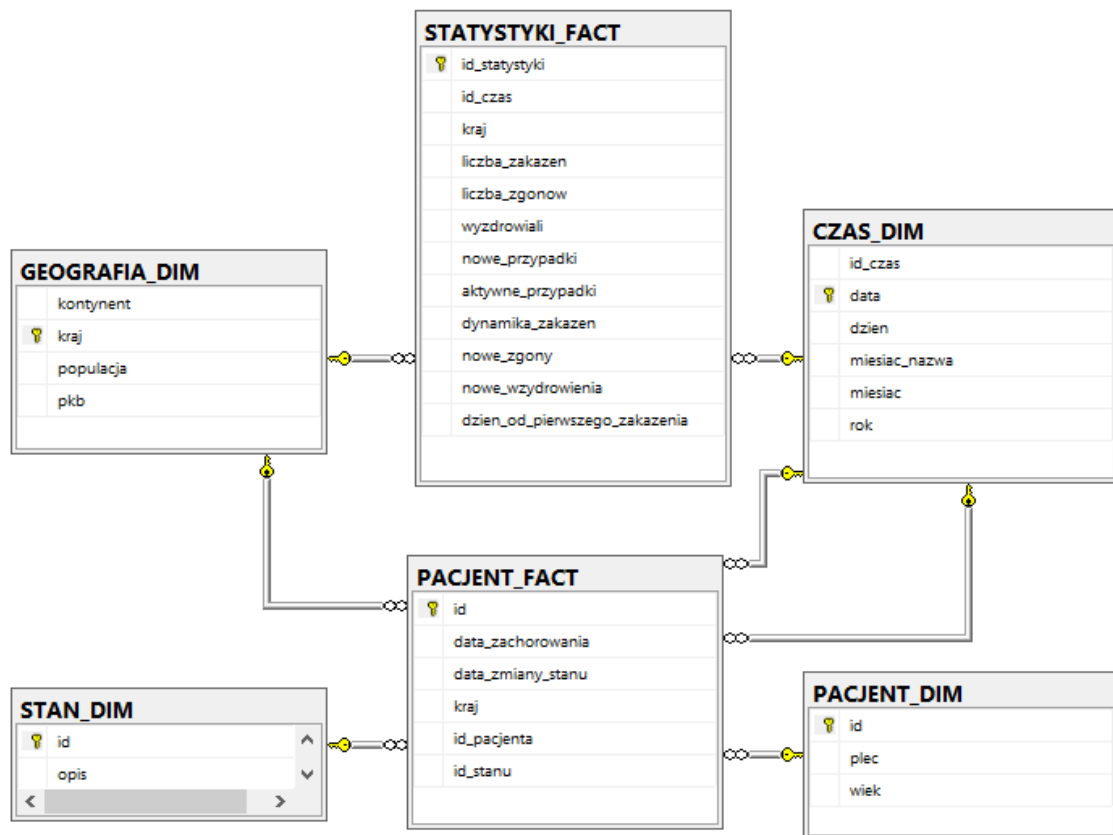 STATYSTYKI_FACT
id_statystyki
id_czas
kraj
liczba_zakazen
liczba_zgonow
wyzdrowiali
nowe_przypadki
aktywne_przypadki
dynamika_zakazen
nowe_zgony
nowe_wzydrowienia
dzien_od_pierwszego_zakazenia
GEOGRAFIA_DIM
kontynent
kraj
populacja
pkb
CZAS_DIM
id_czas
data
dzien
miesiac_nazwa
miesiac
rok
PACJENT_FACT
id
data_zachorowania
data_zmiany_stanu
kraj
id_pacjenta
id_stanu
STAN_DIM
id
opis
PACJENT_DIM
id
plec
wiek